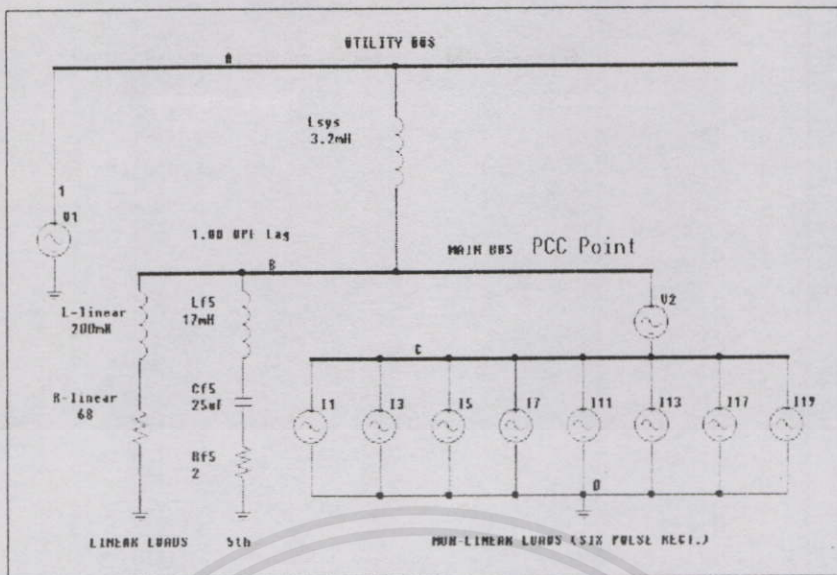 UTILITY BUS
A
Lsys
3.2mH
1
V1
1.00 DPF Lag
B
MAIN BUS PCC Point
L-linear
200mH
Lf5
17mH
V2
C
R-linear
68
Cf5
25uF
I1 I3 I5 I7 I11 I13 I17 I19
Rf5
2
0
LINEAR LOADS 5th NON-LINEAR LOADS (SIX PULSE RECT.)